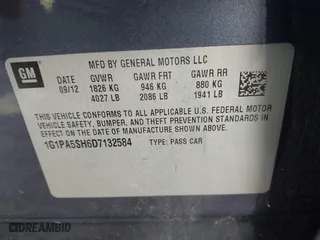 GM
MFD BY GENERAL MOTORS LLC
09/12 GVWR GAWR FRT GAWR RR
1826 KG 946 KG 880 KG
4027 LB 2086 LB 1941 LB
THIS VEHICLE CONFORMS TO ALL APPLICABLE U.S. FEDERAL MOTOR
VEHICLE SAFETY, BUMPER, AND THEFT PREVENTION STANDARDS
IN EFFECT ON THE DATE OF MANUFACTURE SHOWN ABOVE.
1G1PA5SH6D7132584 TYPE: PASS CAR